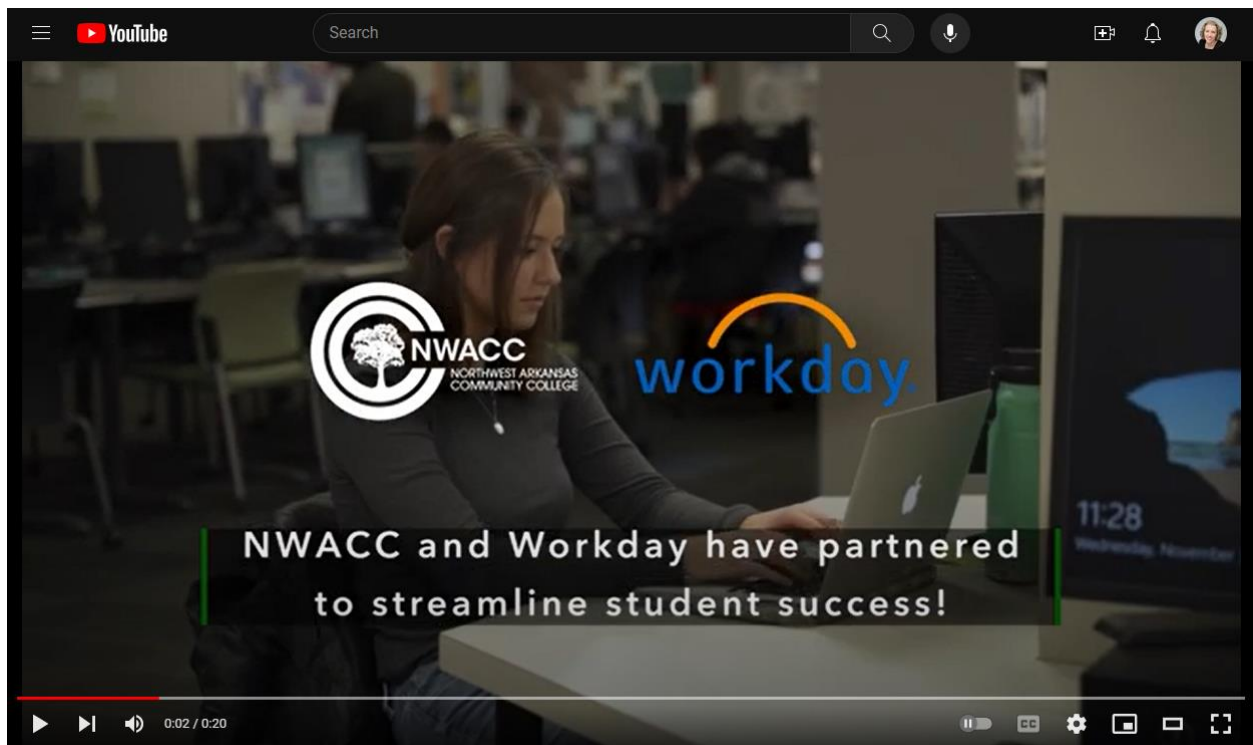 YouTube
Search
NWACC
NORTHWEST ARKANSAS
COMMUNITY COLLEGE
workday.
11:28
Wednesday, November
NWACC and Workday have partnered
to streamline student success!
0:02 / 0:20
CC